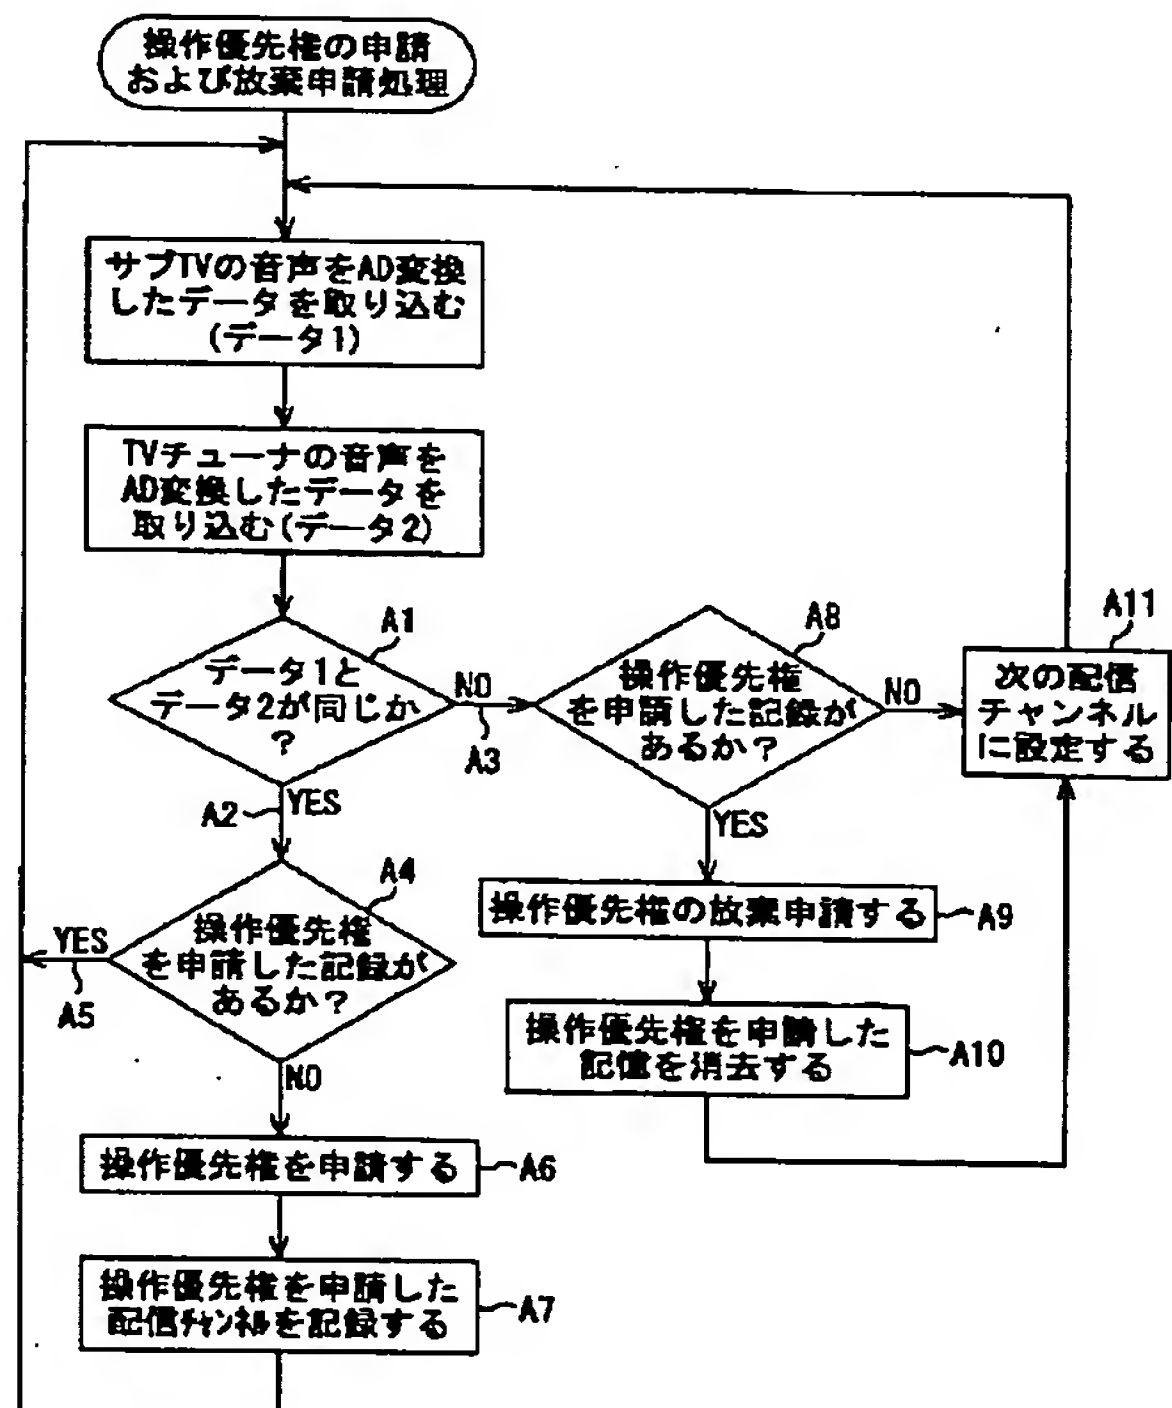 操作優先権の申請
および放棄申請処理
サブTVの音声をAD変換
したデータを取り込む
(データ1)
TVチューナの音声を
AD変換したデータを
取り込む(データ2)
A1
データ1と
データ2が同じか
?
NO
A3
A2
YES
A8
操作優先権
を申請した記録が
あるか?
NO
YES
A11
次の配信
チャンネル
に設定する
A4
操作優先権
を申請した記録が
あるか?
YES
A5
NO
操作優先権の放棄申請する
A9
操作優先権を申請した
記憶を消去する
A10
操作優先権を申請する
A6
操作優先権を申請した
配信チャンネルを記録する
A7